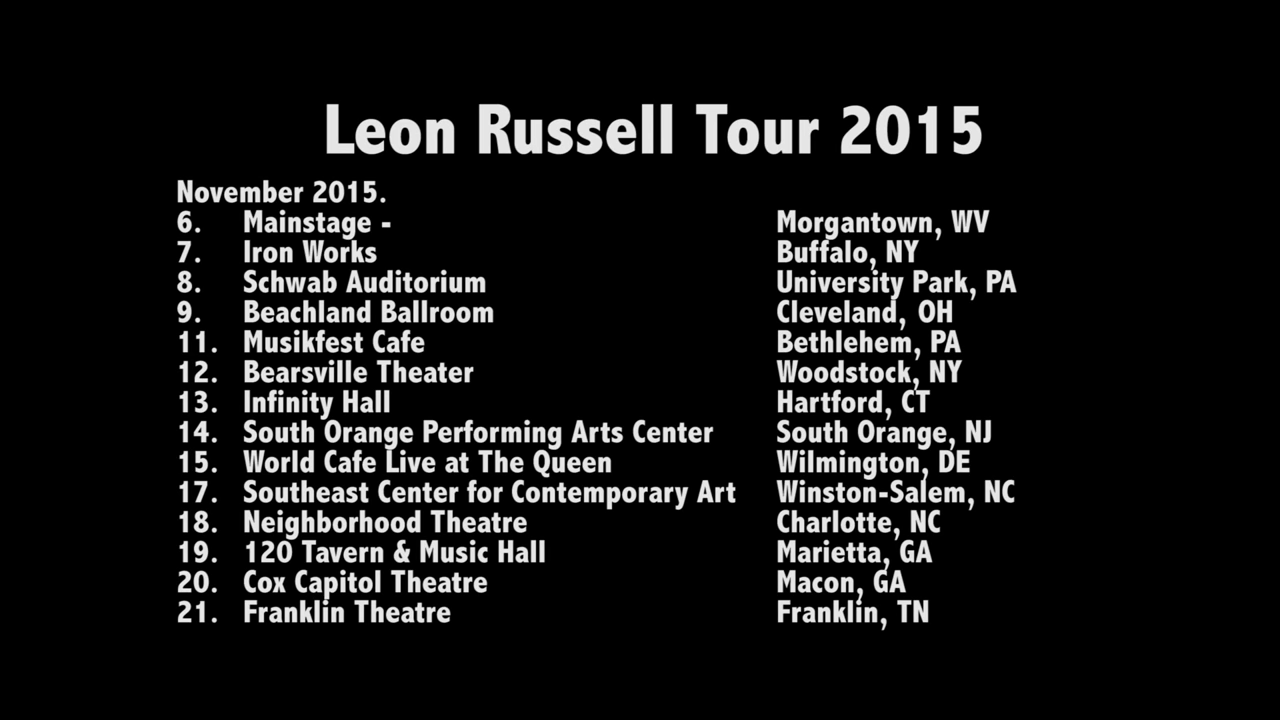 Leon Russell Tour 2015
November 2015.
6. Mainstage - Morgantown, WV
7. Iron Works Buffalo, NY
8. Schwab Auditorium University Park, PA
9. Beachland Ballroom Cleveland, OH
11. Musikfest Cafe Bethlehem, PA
12. Bearsville Theater Woodstock, NY
13. Infinity Hall Hartford, CT
14. South Orange Performing Arts Center South Orange, NJ
15. World Cafe Live at The Queen Wilmington, DE
17. Southeast Center for Contemporary Art Winston-Salem, NC
18. Neighborhood Theatre Charlotte, NC
19. 120 Tavern & Music Hall Marietta, GA
20. Cox Capitol Theatre Macon, GA
21. Franklin Theatre Franklin, TN